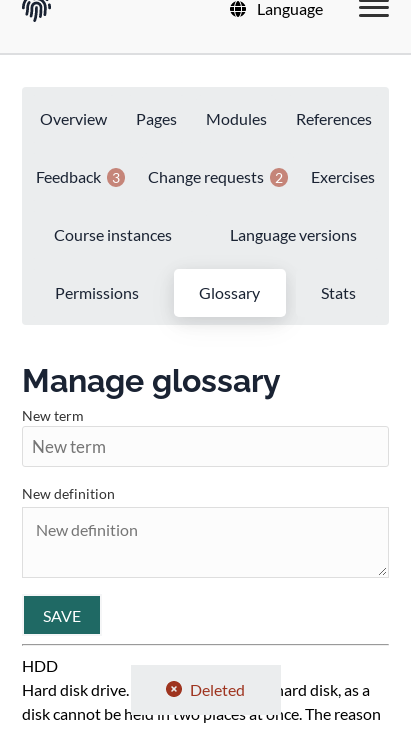 Language
Overview Pages Modules References
Feedback 3 Change requests 2 Exercises
Course instances Language versions
Permissions Glossary Stats
Manage glossary
New term
New term
New definition
New definition
SAVE
HDD
Hard disk drive. hard disk, as a
Deleted
disk cannot be held in two places at once. The reason